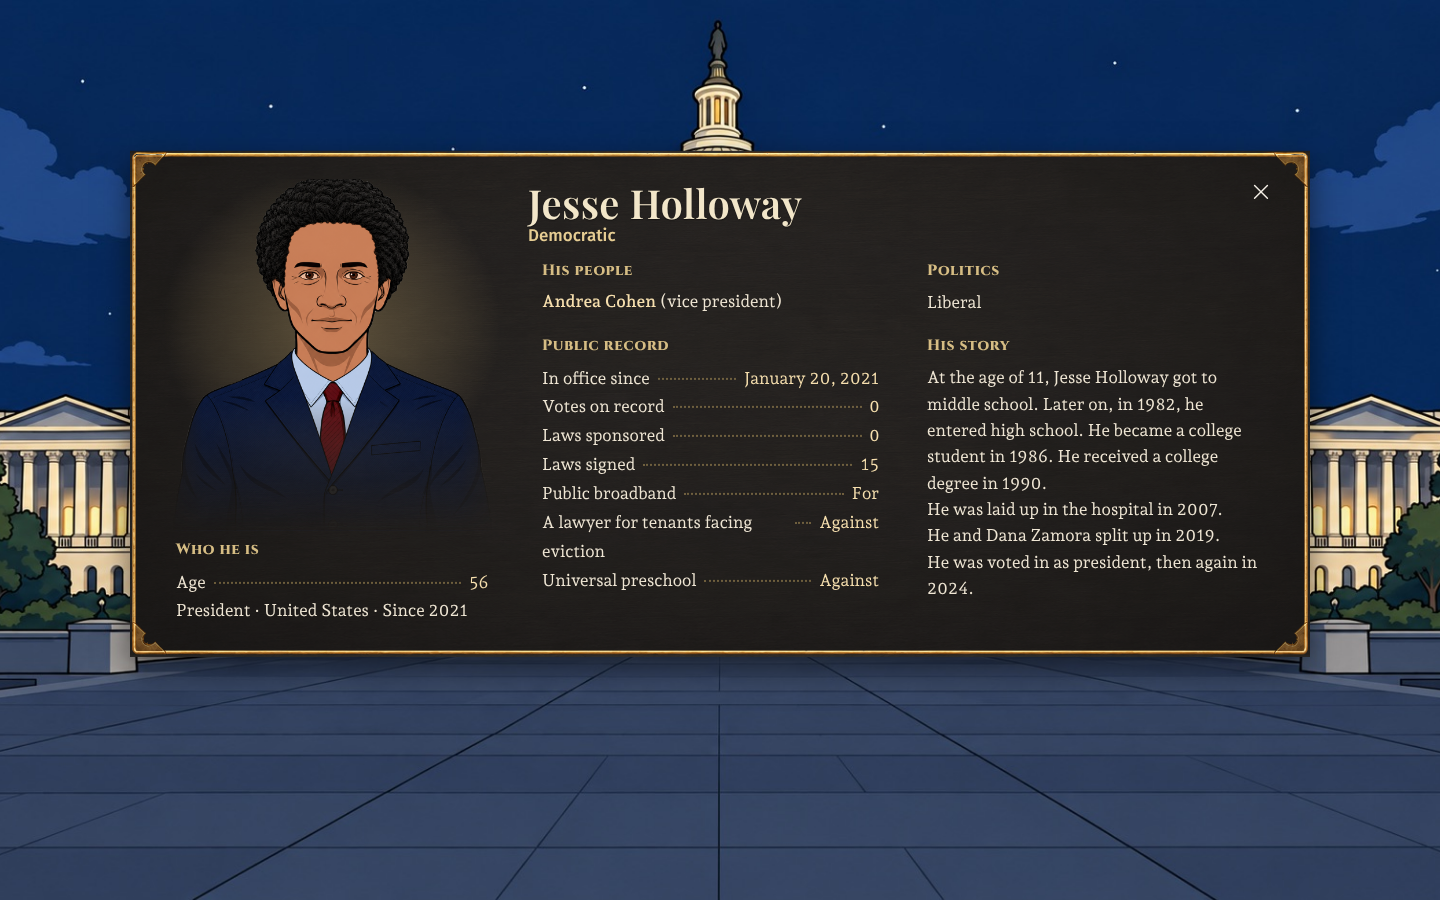 Jesse Holloway
Democratic
Who he is
Age 56
President · United States · Since 2021
His people
Andrea Cohen (vice president)
Public record
In office since January 20, 2021
Votes on record 0
Laws sponsored 0
Laws signed 15
Public broadband For
A lawyer for tenants facing Against
eviction
Universal preschool Against
Politics
Liberal
His story
At the age of 11, Jesse Holloway got to
middle school. Later on, in 1982, he
entered high school. He became a college
student in 1986. He received a college
degree in 1990.
He was laid up in the hospital in 2007.
He and Dana Zamora split up in 2019.
He was voted in as president, then again in
2024.